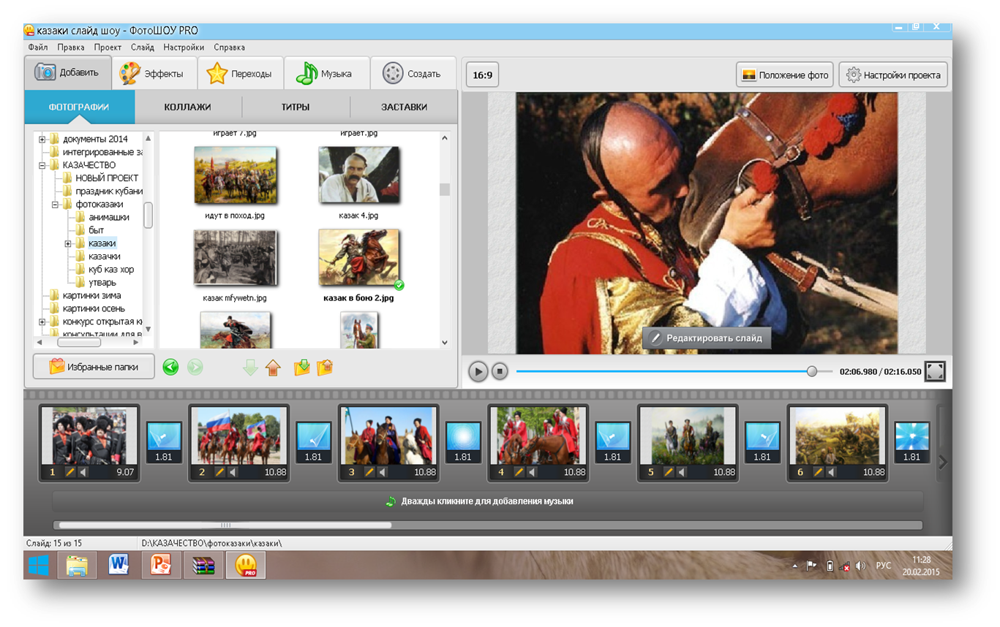 казаки слайд шоу - ФотоШОУ PRO
Файл Правка Проект Слайд Настройки Справка
Добавить Эффекты Переходы Музыка Создать
16:9 Положение фото Настройки проекта
ФОТОГРАФИИ КОЛЛАЖИ ТИТРЫ ЗАСТАВКИ
документы 2014
интегрированные за
КАЗАЧЕСТВО
НОВЫЙ ПРОЕКТ
праздник кубани
фотоказаки
анимашки
быт
казаки
казачки
куб каз хор
утварь
картинки зима
картинки осень
конкурс открытая кн
консультации для в
играет 7.jpg играет.jpg
идут в поход.jpg казак 4.jpg
казак mfywetn.jpg казак в бою 2.jpg
Избранные папки
Редактировать слайд
02:06.980 / 02:16.050
1 9.07 1.81 2 10.88 1.81 3 10.88 1.81 4 10.88 1.81 5 10.88 1.81 6 10.88 1.81
Дважды кликните для добавления музыки
Слайд: 15 из 15 D:\КАЗАЧЕСТВО\фотоказаки\казаки\
PRO
РУС
11:28
20.02.2015